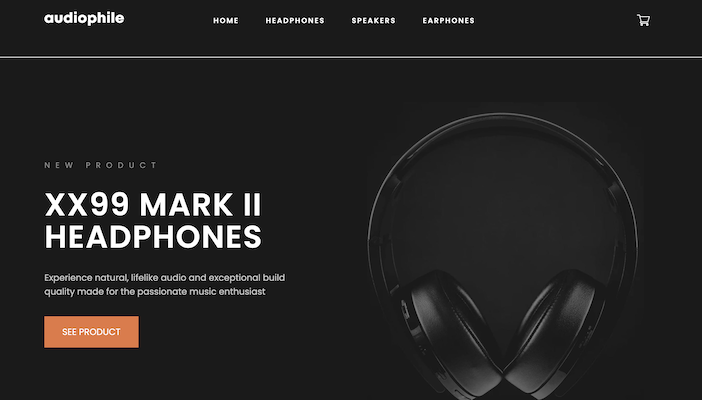 audiophile
HOME HEADPHONES SPEAKERS EARPHONES
NEW PRODUCT
XX99 MARK II
HEADPHONES
Experience natural, lifelike audio and exceptional build
quality made for the passionate music enthusiast
SEE PRODUCT